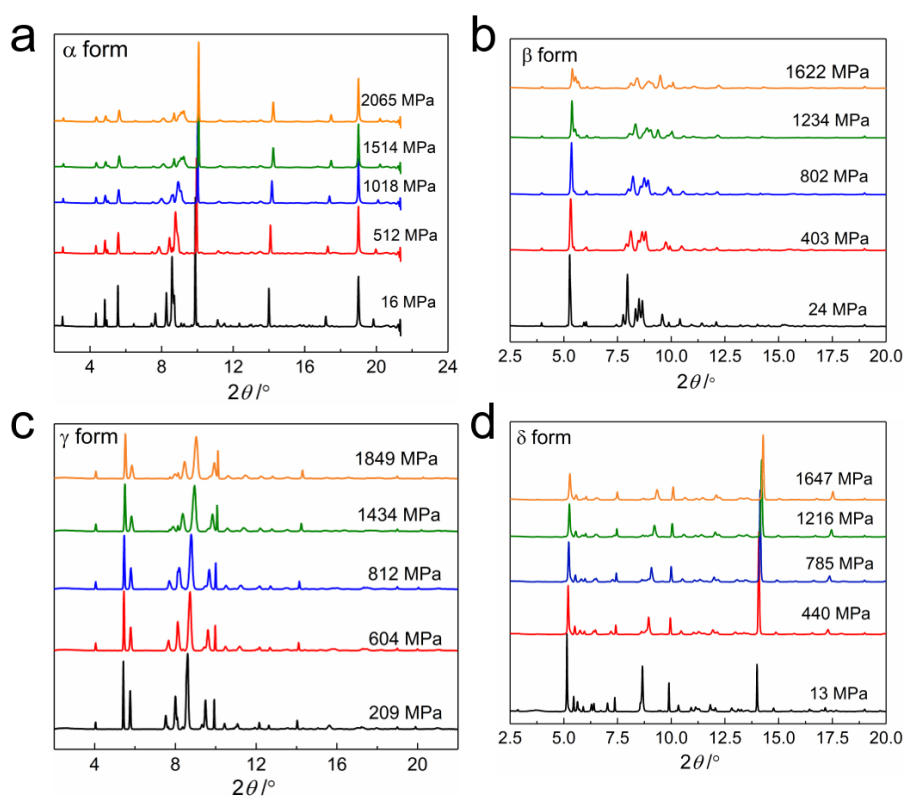 a
α form
2065 MPa
1514 MPa
1018 MPa
512 MPa
16 MPa
4 8 12 16 20 24
2θ/°
b
β form
1622 MPa
1234 MPa
802 MPa
403 MPa
24 MPa
2.5 5.0 7.5 10.0 12.5 15.0 17.5 20.0
2θ/°
c
γ form
1849 MPa
1434 MPa
812 MPa
604 MPa
209 MPa
4 8 12 16 20
2θ/°
d
δ form
1647 MPa
1216 MPa
785 MPa
440 MPa
13 MPa
2.5 5.0 7.5 10.0 12.5 15.0 17.5 20.0
2θ/°